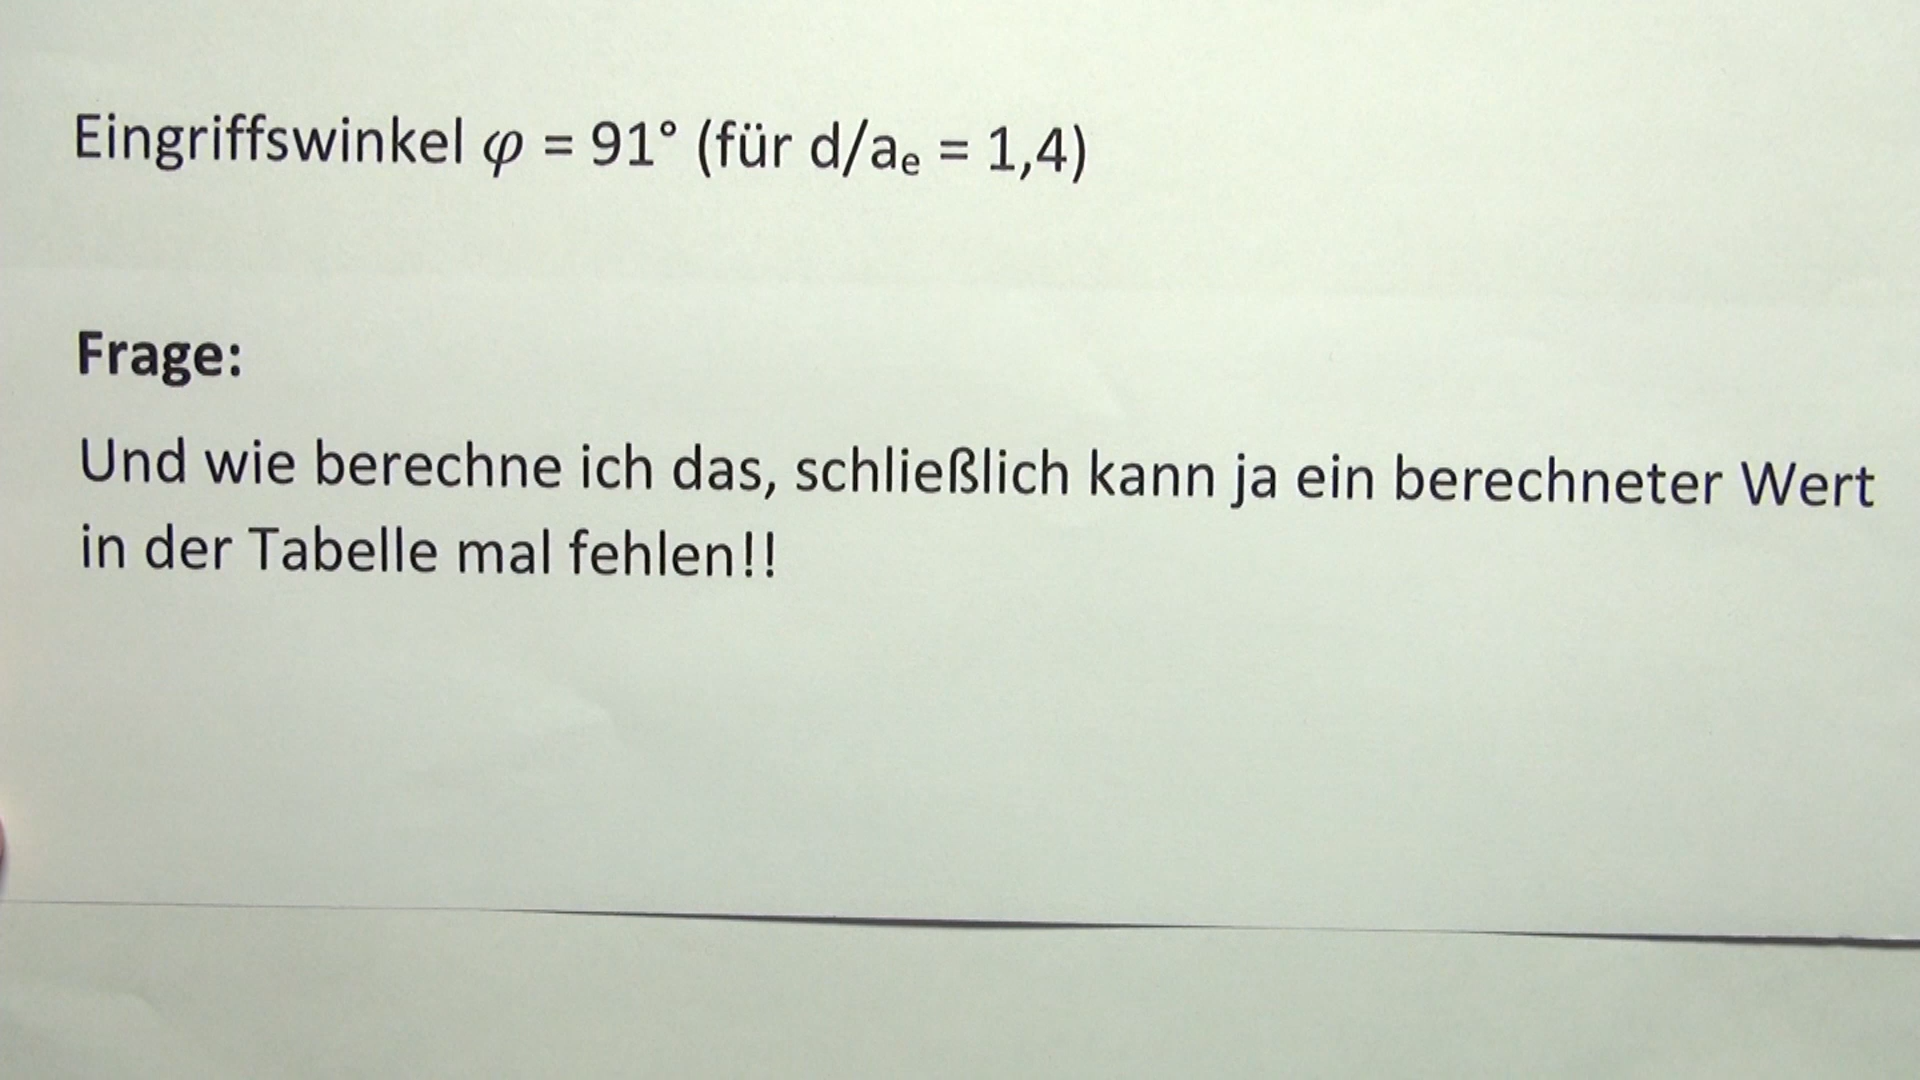 Eingriffswinkel φ = 91° (für d/aₑ = 1,4)
Frage:
Und wie berechne ich das, schließlich kann ja ein berechneter Wert
in der Tabelle mal fehlen!!